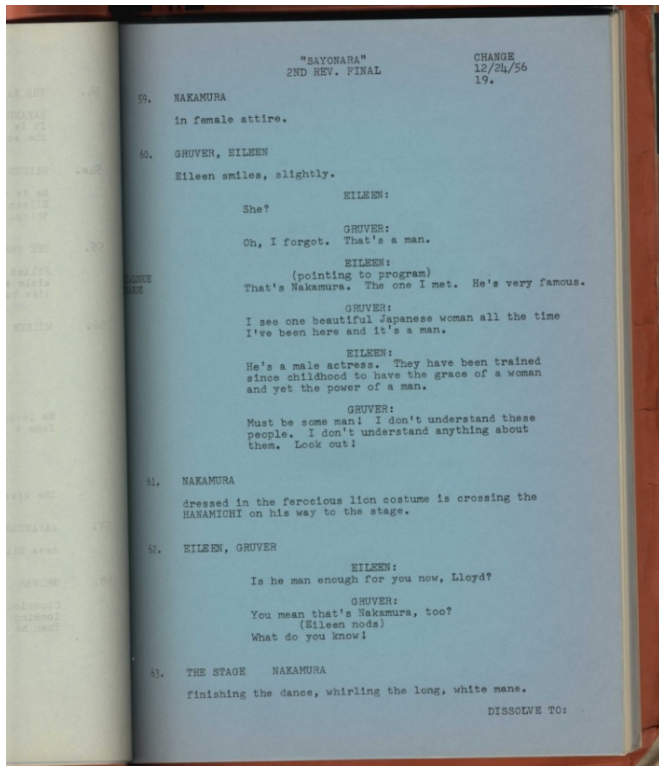 "SAYONARA"
2ND REV. FINAL
CHANGE
12/24/56
19.
59. NAKAMURA
in female attire.
60. GRUVER, EILEEN
Eileen smiles, slightly.
EILEEN:
She?
GRUVER:
Oh, I forgot. That's a man.
EILEEN:
(pointing to program)
That's Nakamura. The one I met. He's very famous.
GRUVER:
I see one beautiful Japanese woman all the time
I've been here and it's a man.
EILEEN:
He's a male actress. They have been trained
since childhood to have the grace of a woman
and yet the power of a man.
GRUVER:
Must be some man! I don't understand these
people. I don't understand anything about
them. Look out!
61. NAKAMURA
dressed in the ferocious lion costume is crossing the
HANAMICHI on his way to the stage.
62. EILEEN, GRUVER
EILEEN:
Is he man enough for you now, Lloyd?
GRUVER:
You mean that's Nakamura, too?
(Eileen nods)
What do you know!
63. THE STAGE NAKAMURA
finishing the dance, whirling the long, white mane.
DISSOLVE TO: